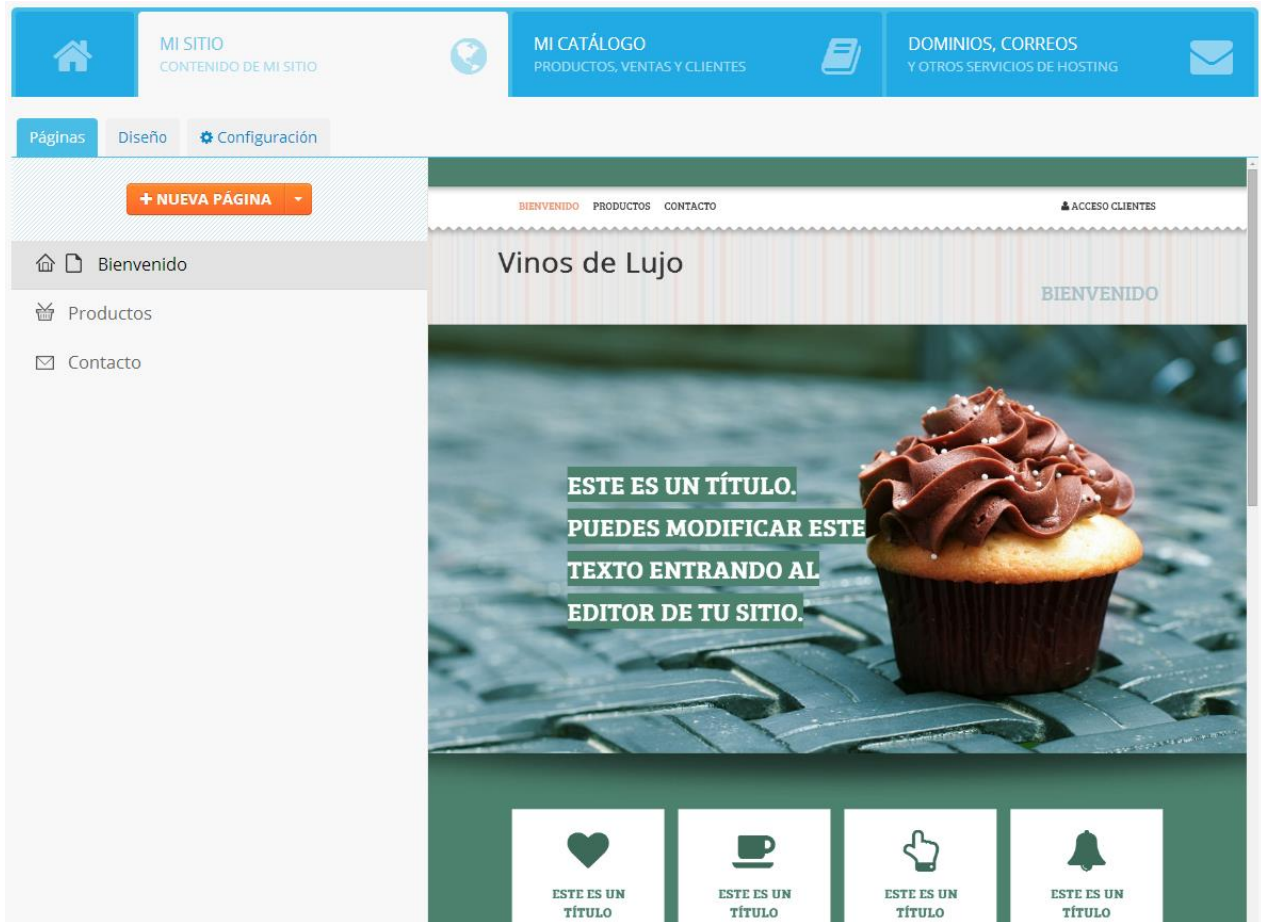 MI SITIO
CONTENIDO DE MI SITIO
MI CATÁLOGO
PRODUCTOS, VENTAS Y CLIENTES
DOMINIOS, CORREOS
Y OTROS SERVICIOS DE HOSTING
Páginas
Diseño
Configuración
+ NUEVA PÁGINA
Bienvenido
Productos
Contacto
BIENVENIDO PRODUCTOS CONTACTO
ACCESO CLIENTES
Vinos de Lujo
BIENVENIDO
ESTE ES UN TÍTULO.
PUEDES MODIFICAR ESTE
TEXTO ENTRANDO AL
EDITOR DE TU SITIO.
ESTE ES UN
TÍTULO
ESTE ES UN
TÍTULO
ESTE ES UN
TÍTULO
ESTE ES UN
TÍTULO